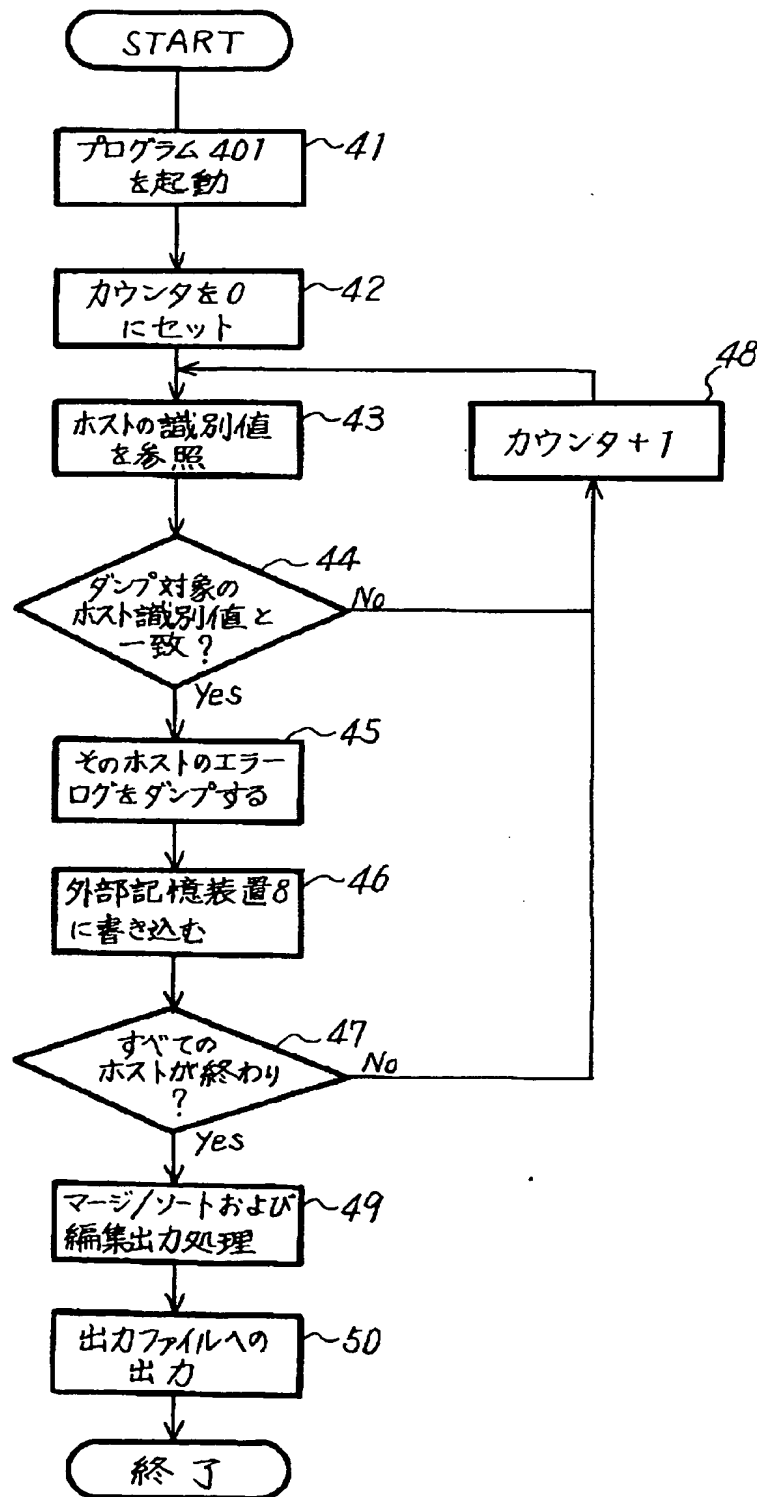 START
プログラム401
を起動
41
カウンタを0
にセット
42
ホストの識別値
を参照
43
カウンタ+1
48
ダンプ対象の
ホスト識別値と
一致?
44
No
Yes
そのホストのエラー
ログをダンプする
45
外部記憶装置8
に書き込む
46
すべての
ホストが終わり
?
47
No
Yes
マージ/ソートおよび
編集出力処理
49
出力ファイルへの
出力
50
終了